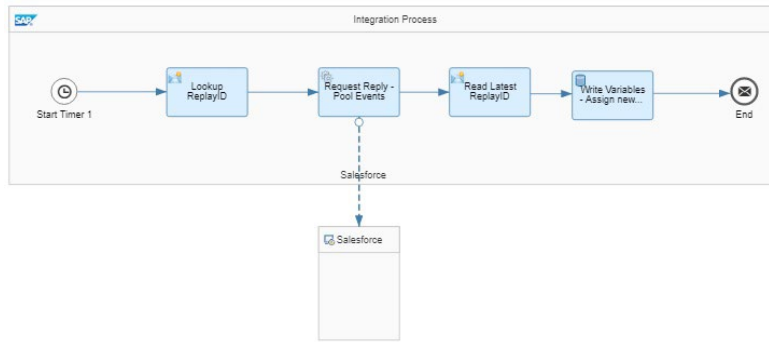 SAP
Integration Process
Start Timer 1
Lookup
ReplayID
Request Reply -
Pool Events
Read Latest
ReplayID
Write Variables
- Assign new...
End
Salesforce
Salesforce